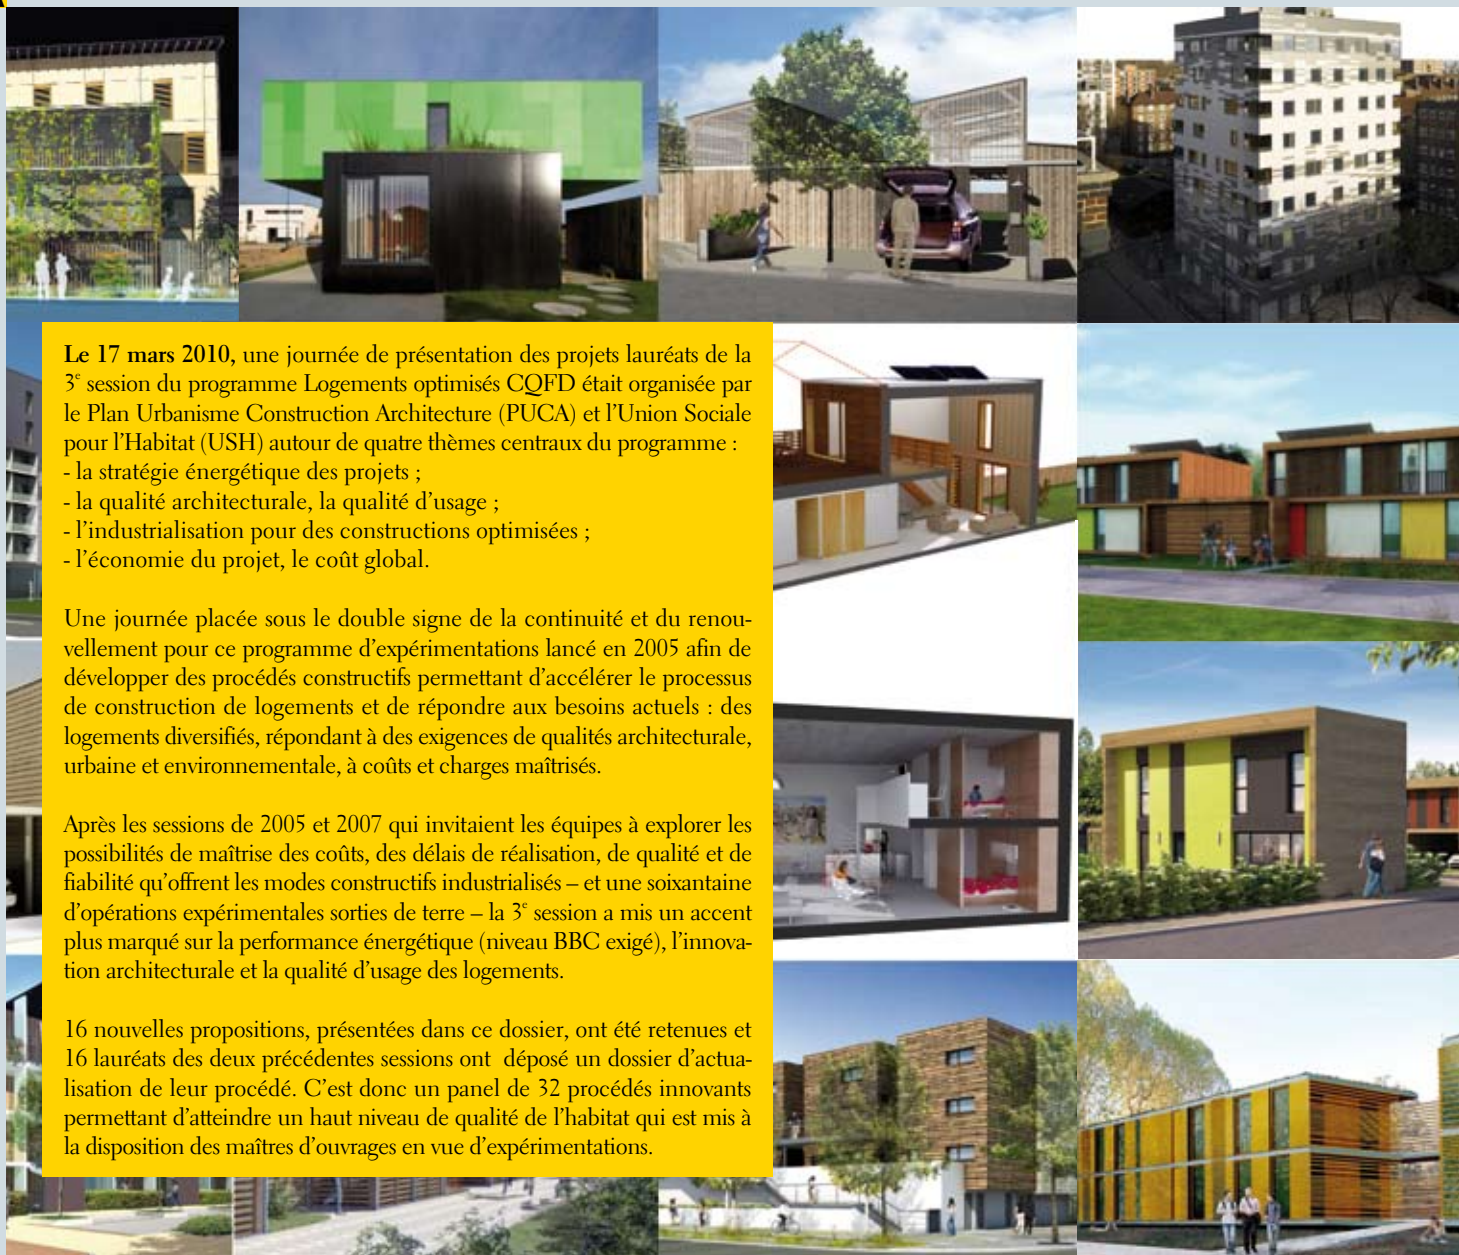 Le 17 mars 2010, une journée de présentation des projets lauréats de la
3e session du programme Logements optimisés CQFD était organisée par
le Plan Urbanisme Construction Architecture (PUCA) et l'Union Sociale
pour l'Habitat (USH) autour de quatre thèmes centraux du programme :
- la stratégie énergétique des projets ;
- la qualité architecturale, la qualité d'usage ;
- l'industrialisation pour des constructions optimisées ;
- l'économie du projet, le coût global.
Une journée placée sous le double signe de la continuité et du renou-
vellement pour ce programme d'expérimentations lancé en 2005 afin de
développer des procédés constructifs permettant d'accélérer le processus
de construction de logements et de répondre aux besoins actuels : des
logements diversifiés, répondant à des exigences de qualités architecturale,
urbaine et environnementale, à coûts et charges maîtrisés.
Après les sessions de 2005 et 2007 qui invitaient les équipes à explorer les
possibilités de maîtrise des coûts, des délais de réalisation, de qualité et de
fiabilité qu'offrent les modes constructifs industrialisés – et une soixantaine
d'opérations expérimentales sorties de terre – la 3e session a mis un accent
plus marqué sur la performance énergétique (niveau BBC exigé), l'innova-
tion architecturale et la qualité d'usage des logements.
16 nouvelles propositions, présentées dans ce dossier, ont été retenues et
16 lauréats des deux précédentes sessions ont déposé un dossier d'actua-
lisation de leur procédé. C'est donc un panel de 32 procédés innovants
permettant d'atteindre un haut niveau de qualité de l'habitat qui est mis à
la disposition des maîtres d'ouvrages en vue d'expérimentations.